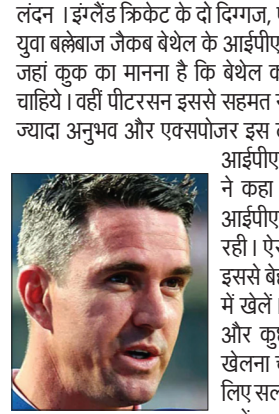 लंदन । इंग्लैंड क्रिकेट के दो दिग्गज,
युवा बल्लेबाज जैकब बेथेल के आईपीए
जहां कुक का मानना है कि बेथेल क
चाहिये । वहीं पीटरसन इससे सहमत
ज्यादा अनुभव और एक्सपोजर इस
आईपीए
ने कहा
आईपीए
रही । ऐस
इससे बेह
में खेलें
और कुछ
खेलना च
लिए सल